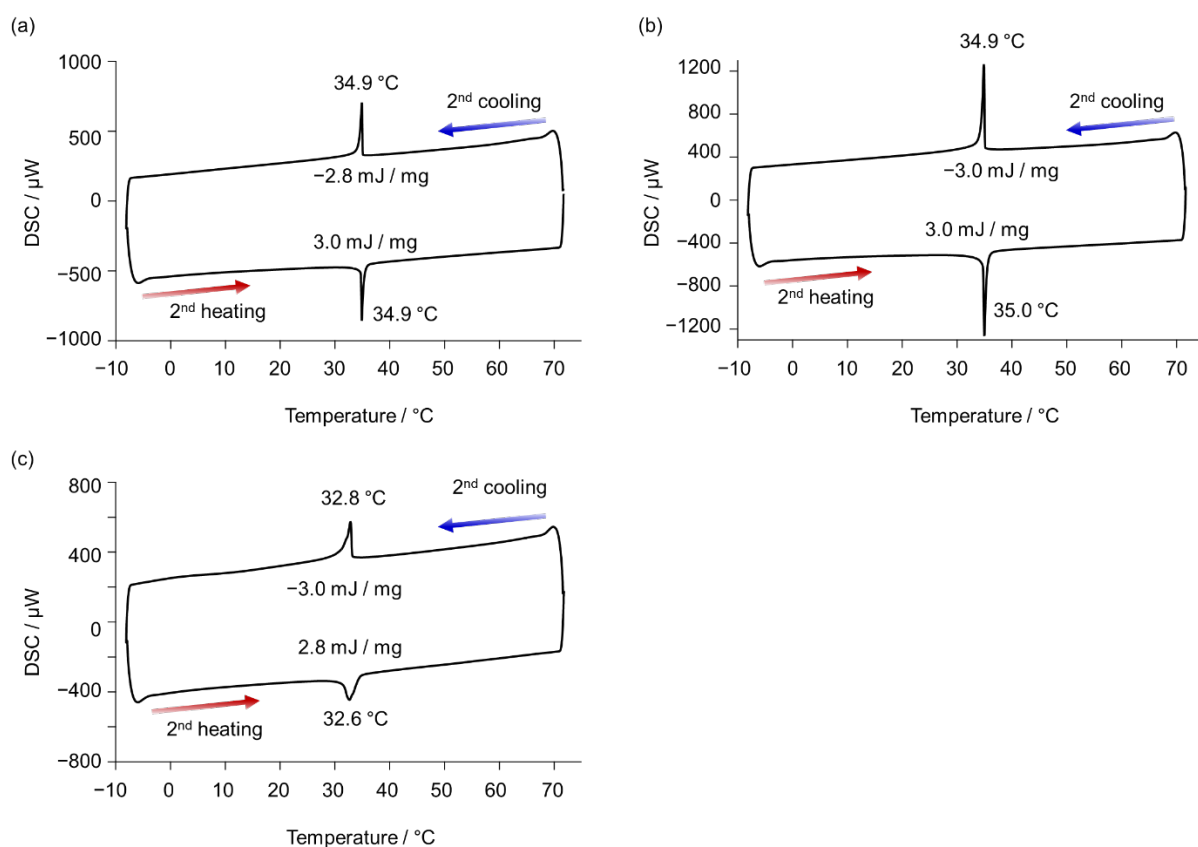 (a)
34.9 °C
2nd cooling
1000
500
0
−500
−1000
DSC / μW
−2.8 mJ / mg
3.0 mJ / mg
2nd heating
34.9 °C
−10 0 10 20 30 40 50 60 70
Temperature / °C
(b)
34.9 °C
2nd cooling
1200
800
400
0
−400
−800
−1200
DSC / μW
−3.0 mJ / mg
3.0 mJ / mg
2nd heating
35.0 °C
−10 0 10 20 30 40 50 60 70
Temperature / °C
(c)
32.8 °C
2nd cooling
800
400
0
−400
−800
DSC / μW
−3.0 mJ / mg
2.8 mJ / mg
2nd heating
32.6 °C
−10 0 10 20 30 40 50 60 70
Temperature / °C